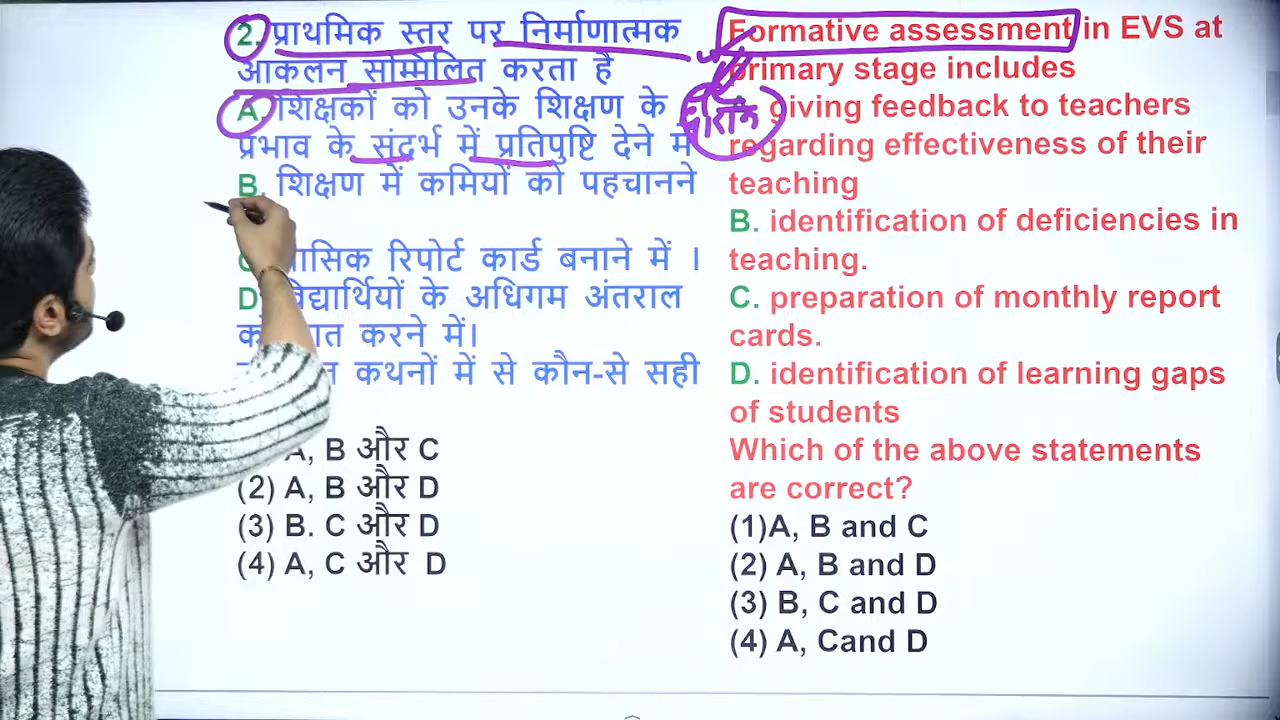 2. प्राथमिक स्तर पर निर्माणात्मक
आकलन सम्मिलित करता है
A. शिक्षकों को उनके शिक्षण के
प्रभाव के संदर्भ में प्रतिपुष्टि देने में
B. शिक्षण में कमियों को पहचानने
रिपोर्ट कार्ड बनाने में ।
D. के अधिगम अंतराल
करने में।
कथनों में से कौन-से सही
A, B और C
(2) A, B और D
(3) B. C और D
(4) A, C और D
Formative assessment in EVS at
primary stage includes
giving feedback to teachers
regarding effectiveness of their
teaching
B. identification of deficiencies in
teaching.
C. preparation of monthly report
cards.
D. identification of learning gaps
of students
Which of the above statements
are correct?
(1)A, B and C
(2) A, B and D
(3) B, C and D
(4) A, Cand D